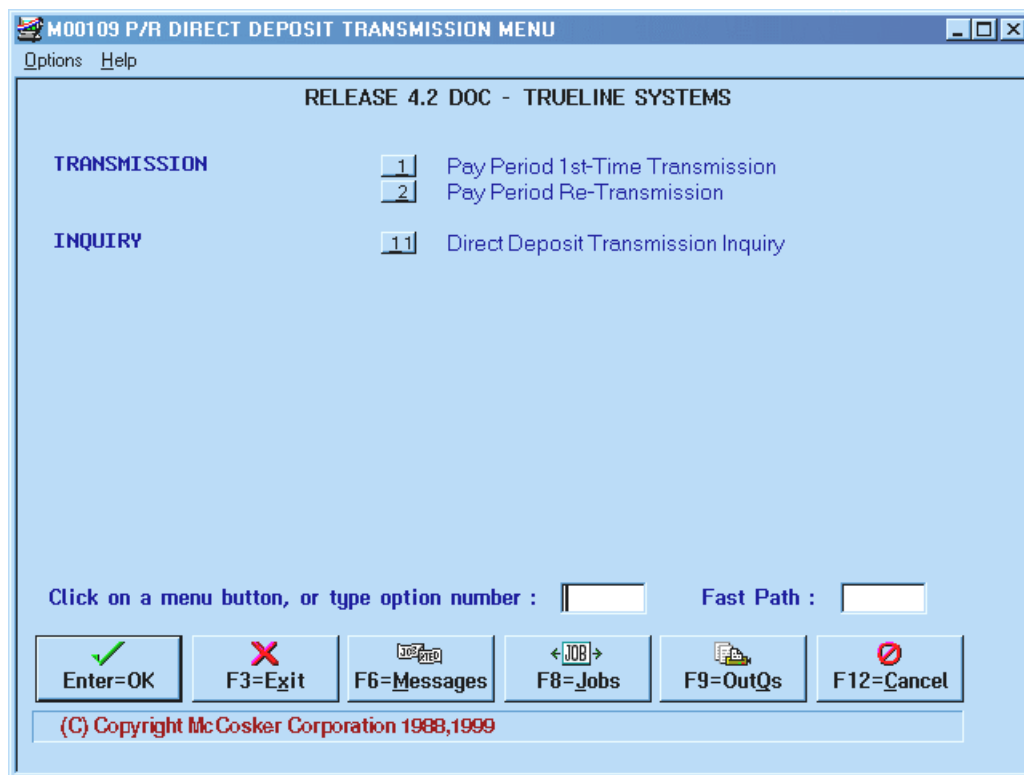 M00109 P/R DIRECT DEPOSIT TRANSMISSION MENU
Options Help
RELEASE 4.2 DOC - TRUELINE SYSTEMS
TRANSMISSION 1 Pay Period 1st-Time Transmission
2 Pay Period Re-Transmission
INQUIRY 11 Direct Deposit Transmission Inquiry
Click on a menu button, or type option number : Fast Path :
JOB
Enter=OK F3=Exit F6=Messages F8=Jobs F9=OutQs F12=Cancel
(C) Copyright McCosker Corporation 1988,1999